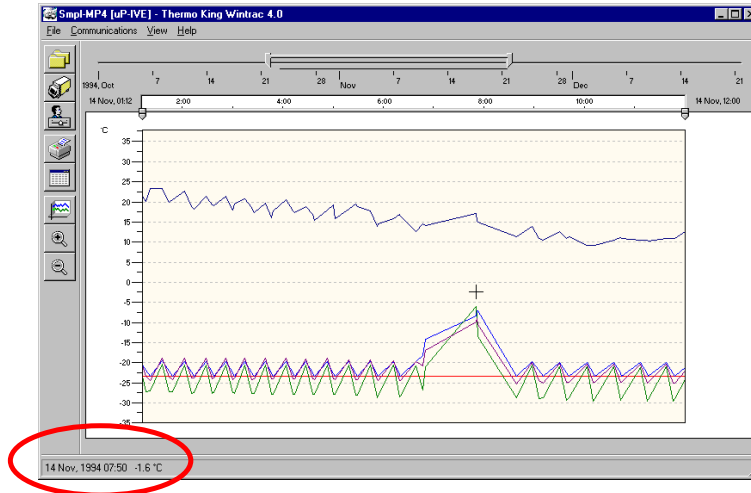 Smpl-MP4 [uP-IVE] - Thermo King Wintrac 4.0
File Communications View Help
1994, Oct 7 14 21 28 Nov 7 14 21 28 Dec 7 14 21
14 Nov, 01:12 2:00 4:00 6:00 8:00 10:00 14 Nov, 12:00
°C
35
30
25
20
15
10
5
0
-5
-10
-15
-20
-25
-30
-35
14 Nov, 1994 07:50 -1.6 °C